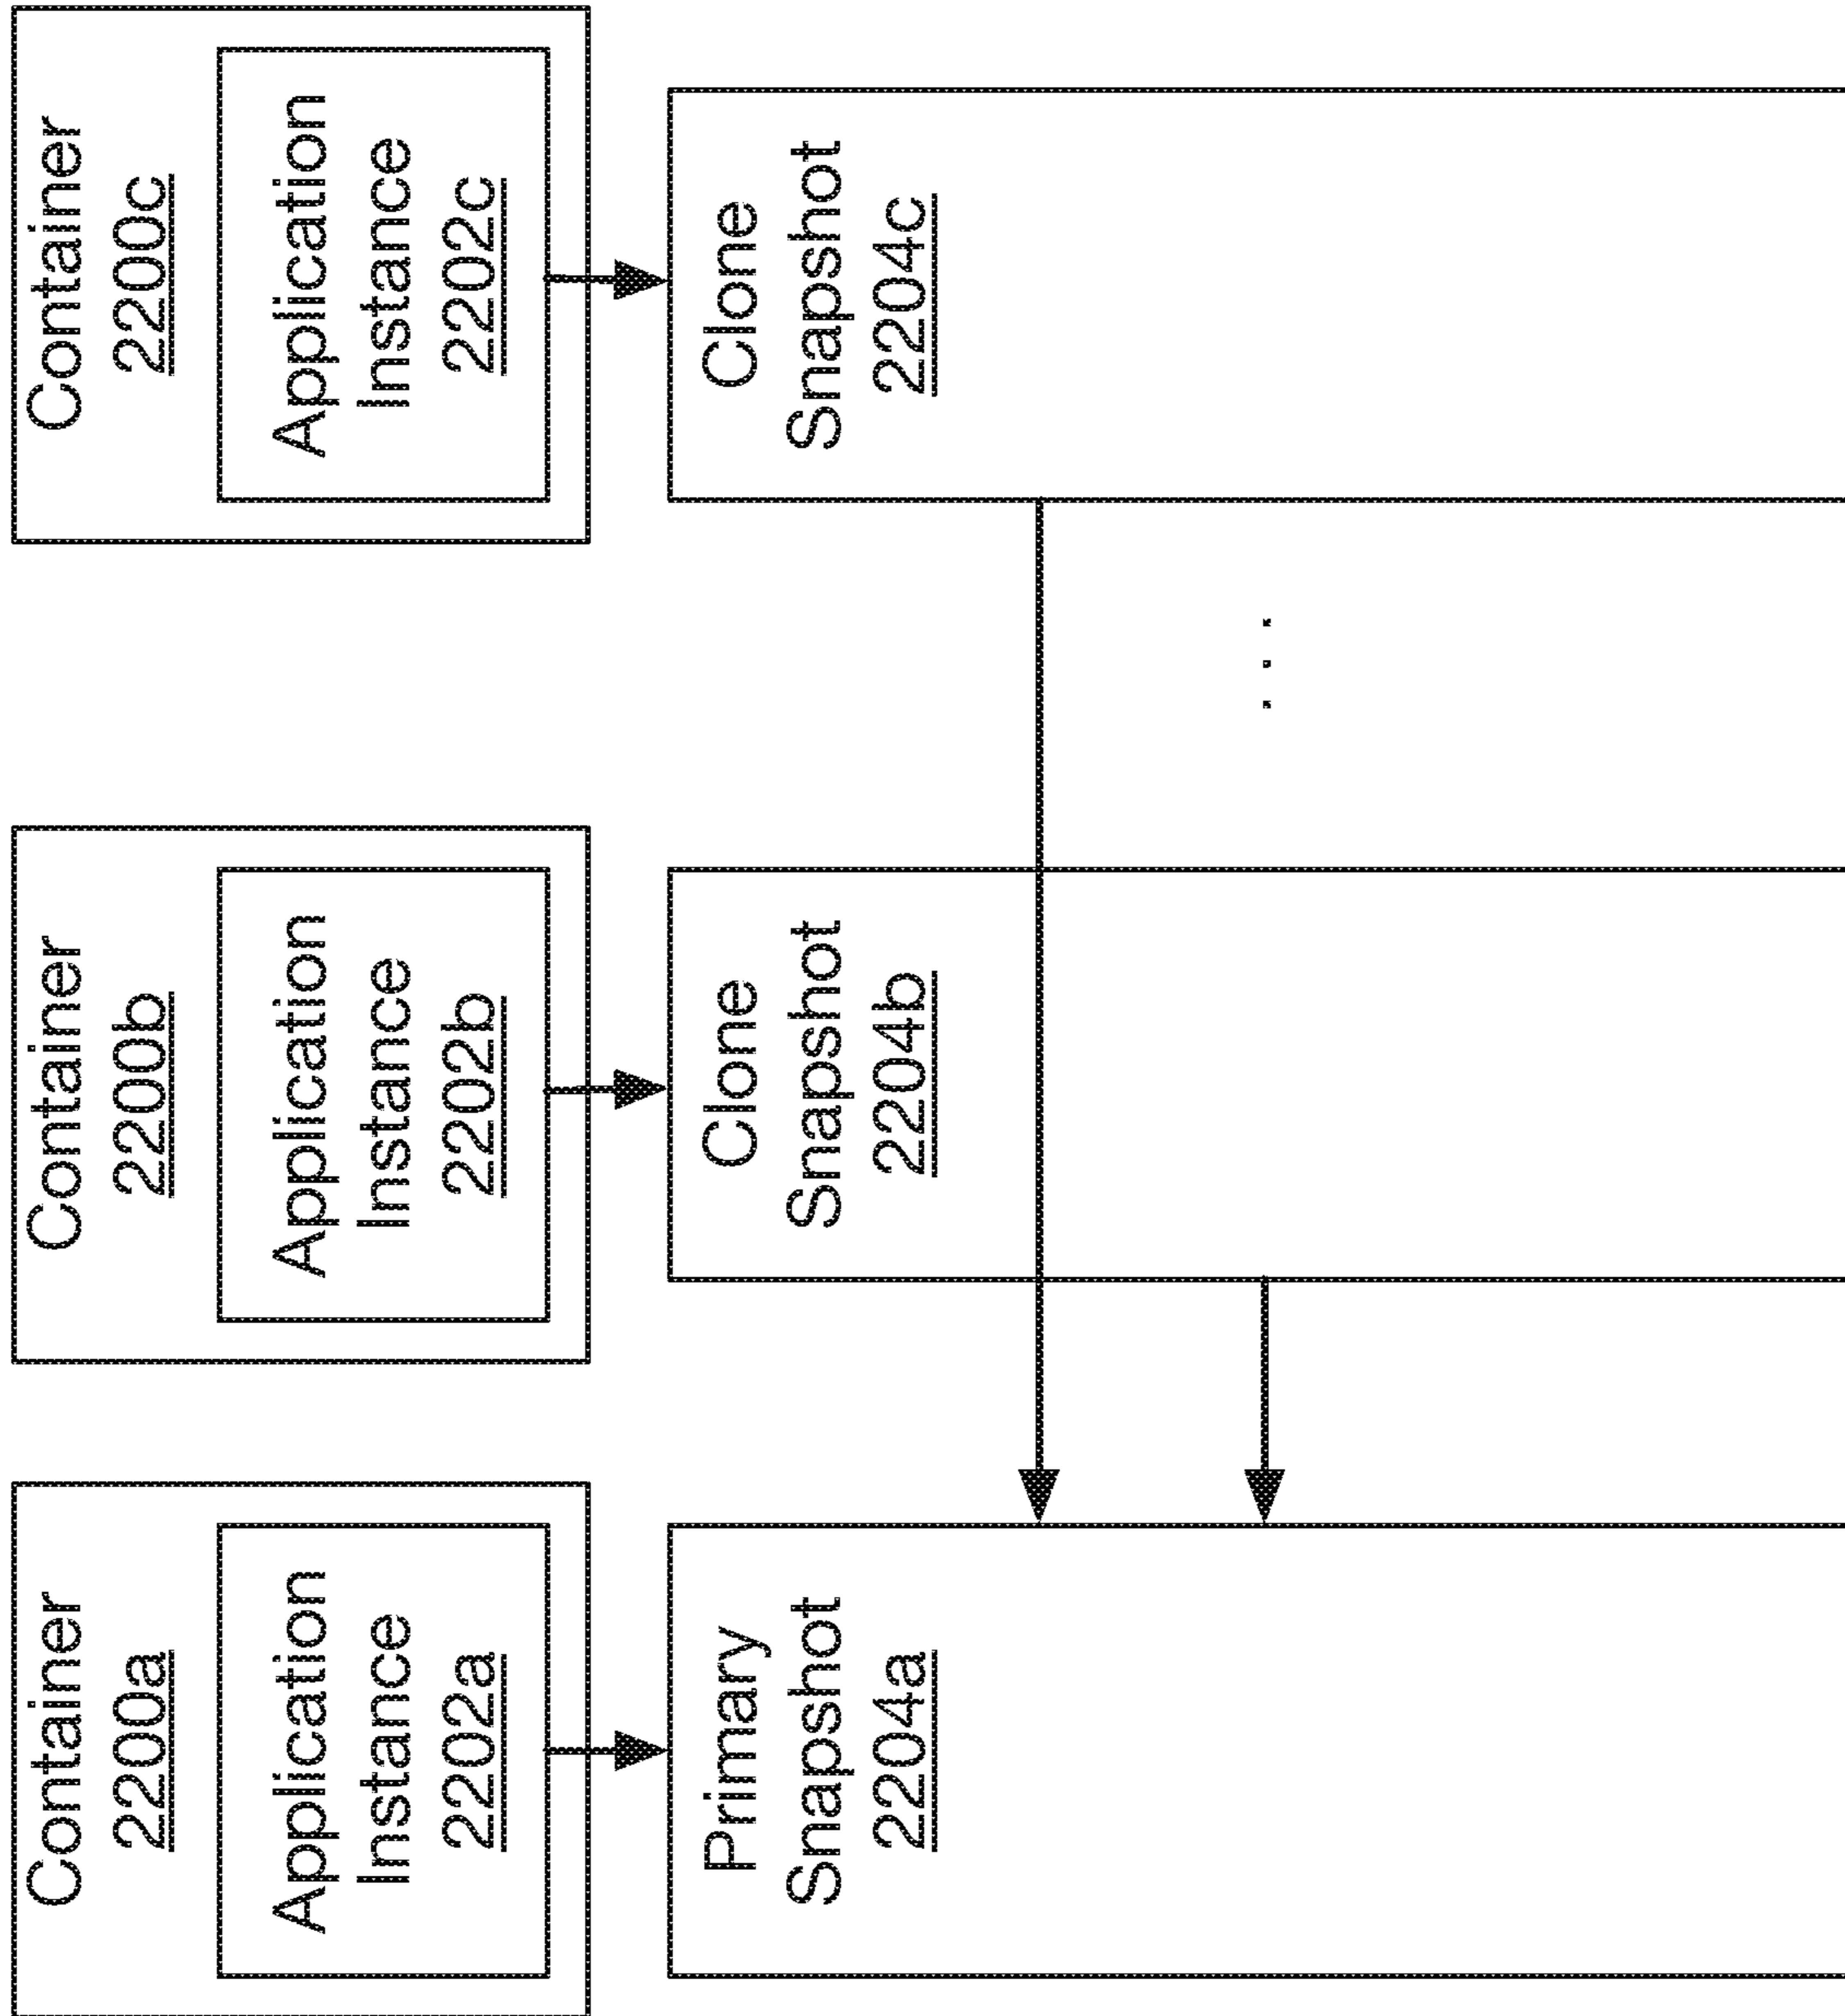 Container
2200a
Application
Instance
2202a
Primary
Snapshot
2204a
Container
2200b
Application
Instance
2202b
Clone
Snapshot
2204b
. . .
Container
2200c
Application
Instance
2202c
Clone
Snapshot
2204c